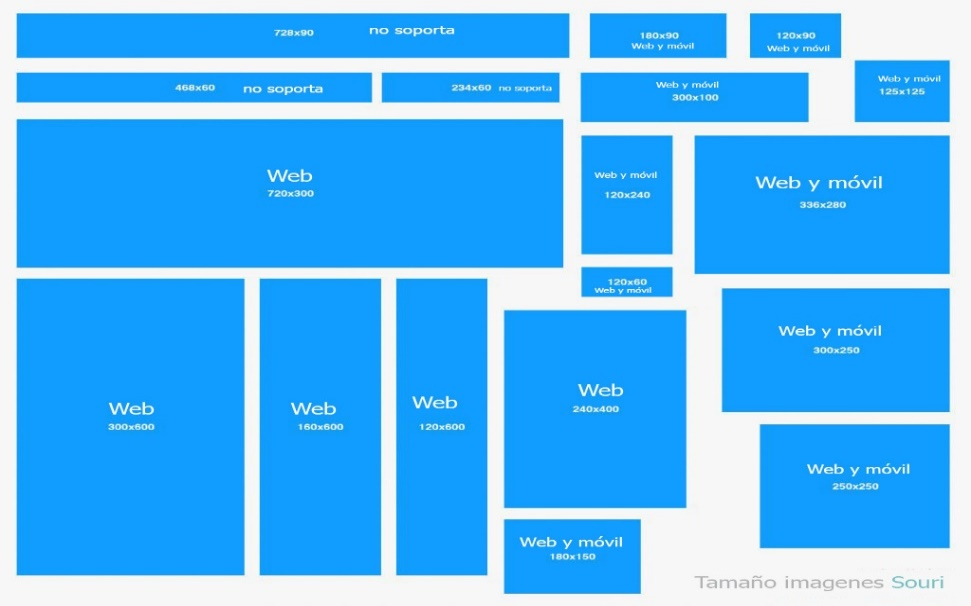 728x90 no soporta
180x90
Web y móvil
120x90
Web y móvil
468x60 no soporta
234x60 no soporta
Web y móvil
300x100
Web y móvil
125x125
Web
720x300
Web y móvil
120x240
Web y móvil
336x280
120x60
Web y móvil
Web
300x600
Web
160x600
Web
120x600
Web
240x400
Web y móvil
300x250
Web y móvil
250x250
Web y móvil
180x150
Tamaño imagenes Souri